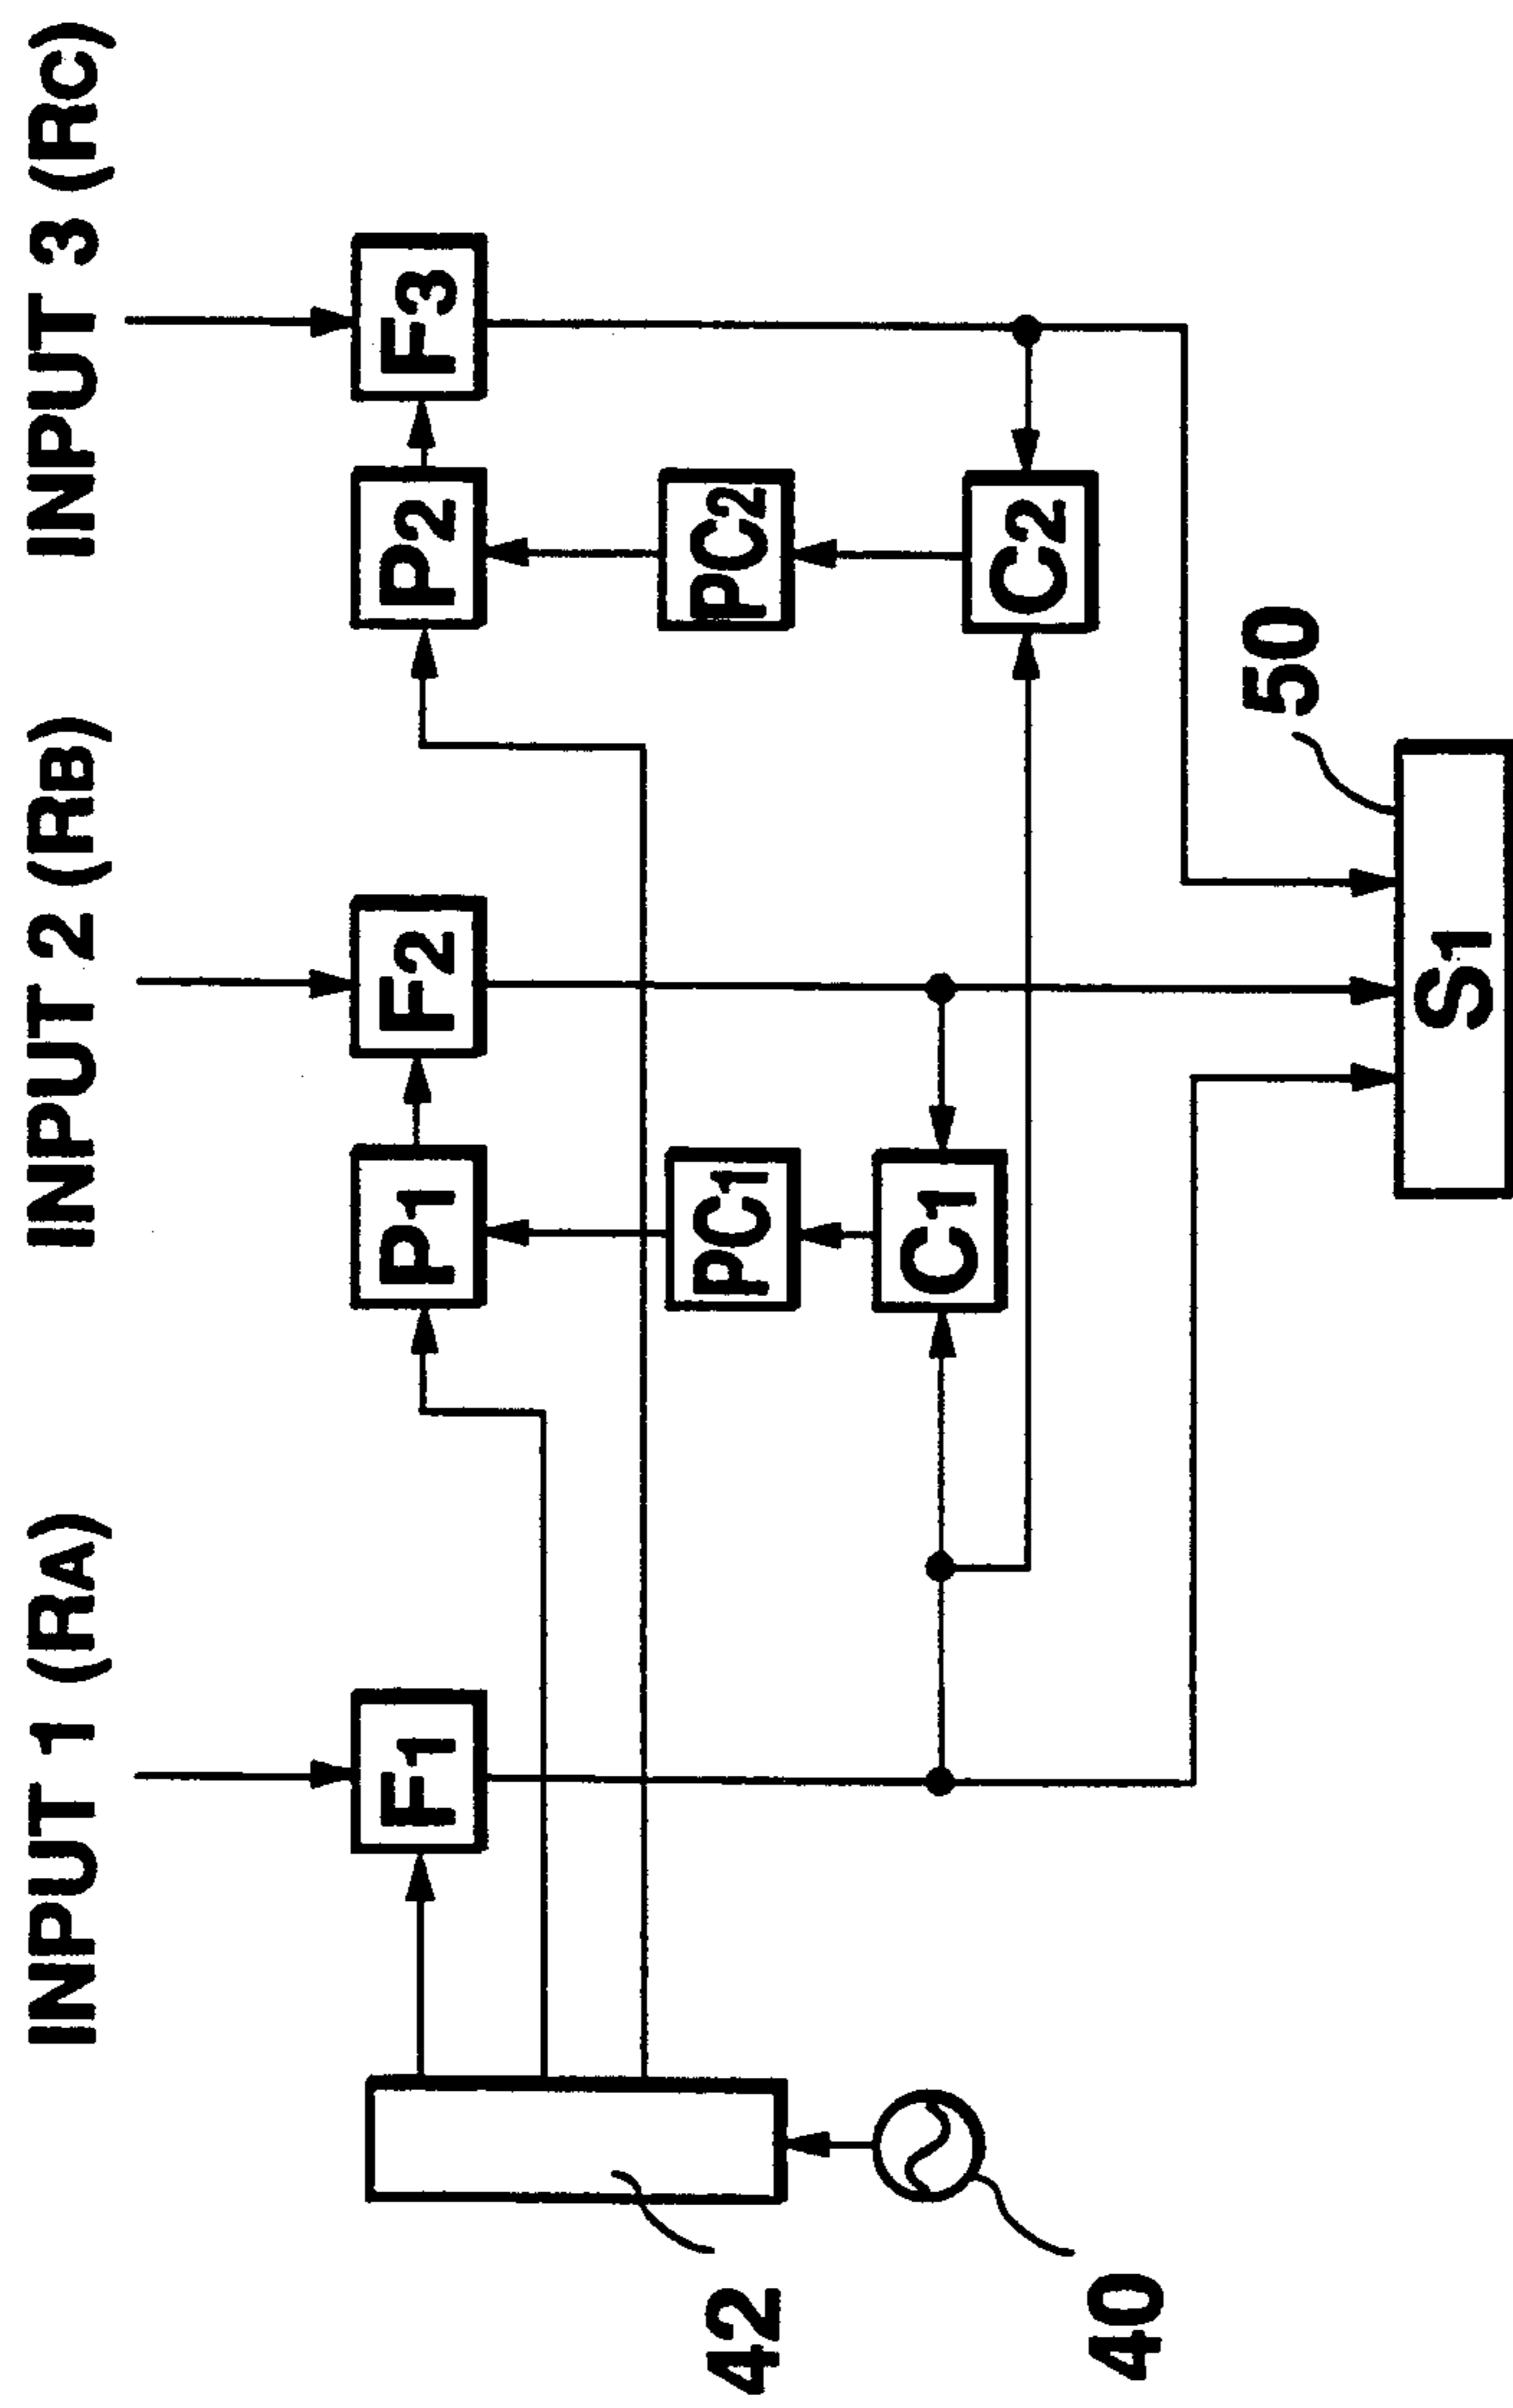 INPUT 1 (RA)
INPUT 2 (RB)
INPUT 3 (RC)
F1
P1
F2
P2
F3
PC1
PC2
C1
C2
42
40
50
S1